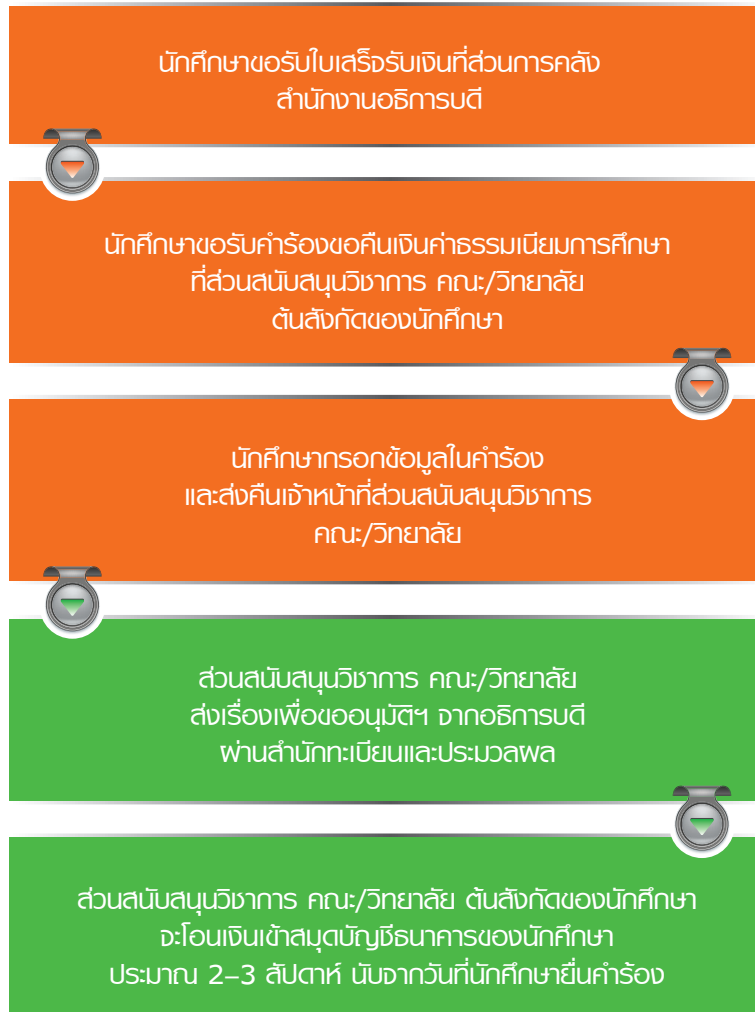 นักศึกษาขอรับใบเสร็จรับเงินที่ส่วนการคลัง
สำนักงานอธิการบดี
นักศึกษาขอรับคำร้องขอคืนเงินค่าธรรมเนียมการศึกษา
ที่ส่วนสนับสนุนวิชาการ คณะ/วิทยาลัย
ต้นสังกัดของนักศึกษา
นักศึกษากรอกข้อมูลในคำร้อง
และส่งคืนเจ้าหน้าที่ส่วนสนับสนุนวิชาการ
คณะ/วิทยาลัย
ส่วนสนับสนุนวิชาการ คณะ/วิทยาลัย
ส่งเรื่องเพื่อขออนุมัติฯ จากอธิการบดี
ผ่านสำนักทะเบียนและประมวลผล
ส่วนสนับสนุนวิชาการ คณะ/วิทยาลัย ต้นสังกัดของนักศึกษา
จะโอนเงินเข้าสมุดบัญชีธนาคารของนักศึกษา
ประมาณ 2–3 สัปดาห์ นับจากวันที่นักศึกษายื่นคำร้อง